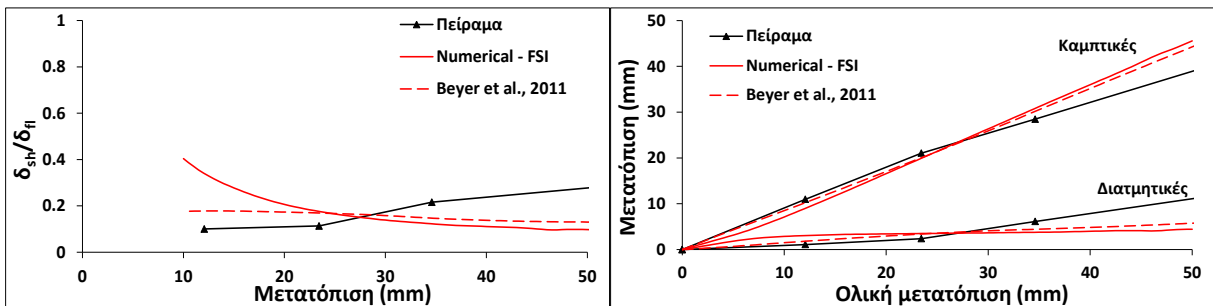 δsh/δfl
1
0.8
0.6
0.4
0.2
0
0 10 20 30 40 50
Μετατόπιση (mm)
Πείραμα
Numerical - FSI
Beyer et al., 2011
Μετατόπιση (mm)
50
40
30
20
10
0
0 10 20 30 40 50
Ολική μετατόπιση (mm)
Πείραμα
Numerical - FSI
Beyer et al., 2011
Καμπτικές
Διατμητικές